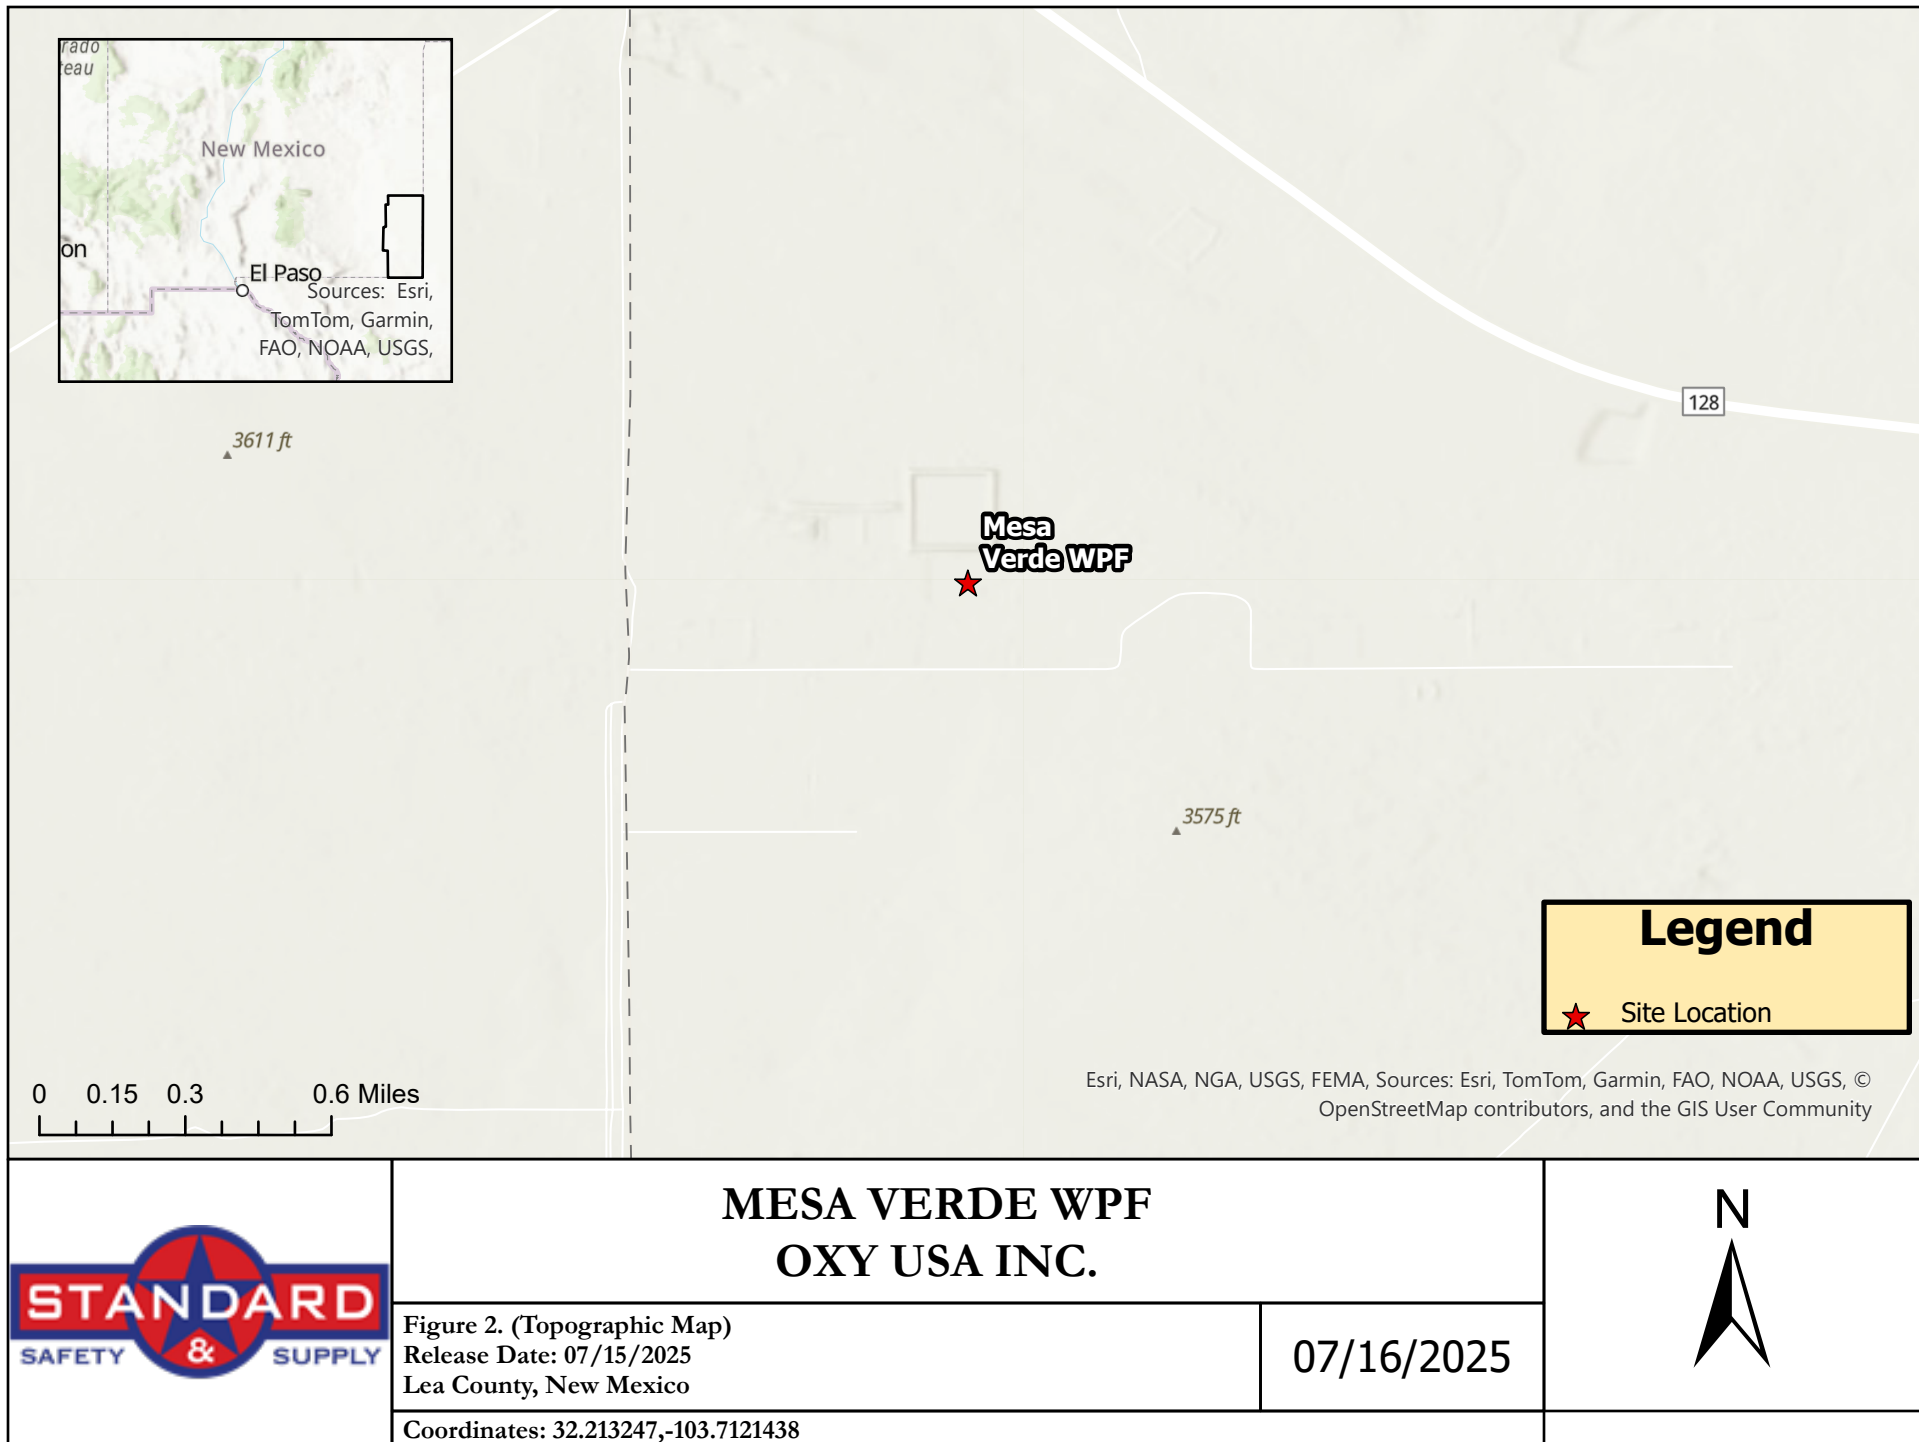 rado
teau
New Mexico
on
El Paso
Sources: Esri,
TomTom, Garmin,
FAO, NOAA, USGS,
128
3611 ft
Mesa
Verde WPF
3575 ft
Legend
Site Location
0 0.15 0.3 0.6 Miles
Esri, NASA, NGA, USGS, FEMA, Sources: Esri, TomTom, Garmin, FAO, NOAA, USGS, ©
OpenStreetMap contributors, and the GIS User Community
STANDARD
SAFETY & SUPPLY
MESA VERDE WPF
OXY USA INC.
Figure 2. (Topographic Map)
Release Date: 07/15/2025
Lea County, New Mexico
07/16/2025
Coordinates: 32.213247,-103.7121438
N